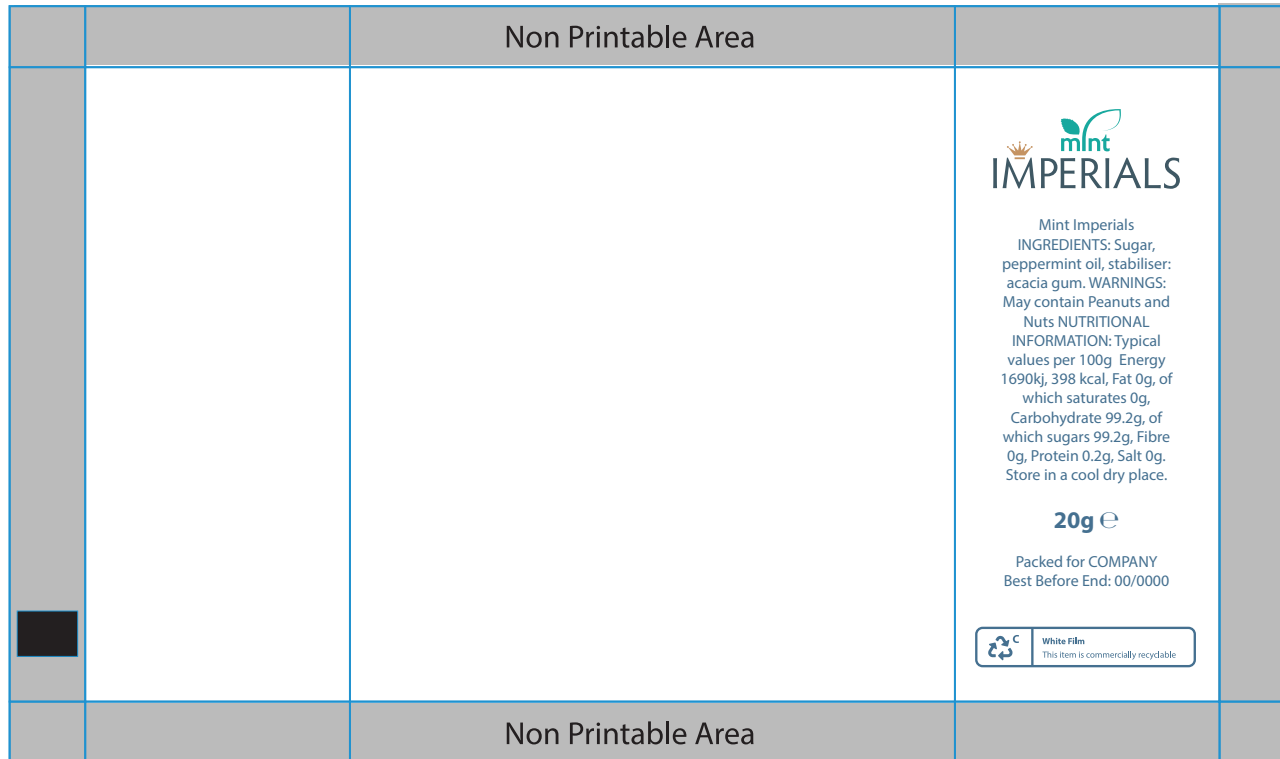 Non Printable Area
mint
IMPERIALS
Mint Imperials
INGREDIENTS: Sugar,
peppermint oil, stabiliser:
acacia gum. WARNINGS:
May contain Peanuts and
Nuts NUTRITIONAL
INFORMATION: Typical
values per 100g  Energy
1690kj, 398 kcal, Fat 0g, of
which saturates 0g,
Carbohydrate 99.2g, of
which sugars 99.2g, Fibre
0g, Protein 0.2g, Salt 0g.
Store in a cool dry place.
20g ℮
Packed for COMPANY
Best Before End: 00/0000
C
White Film
This item is commercially recyclable
Non Printable Area